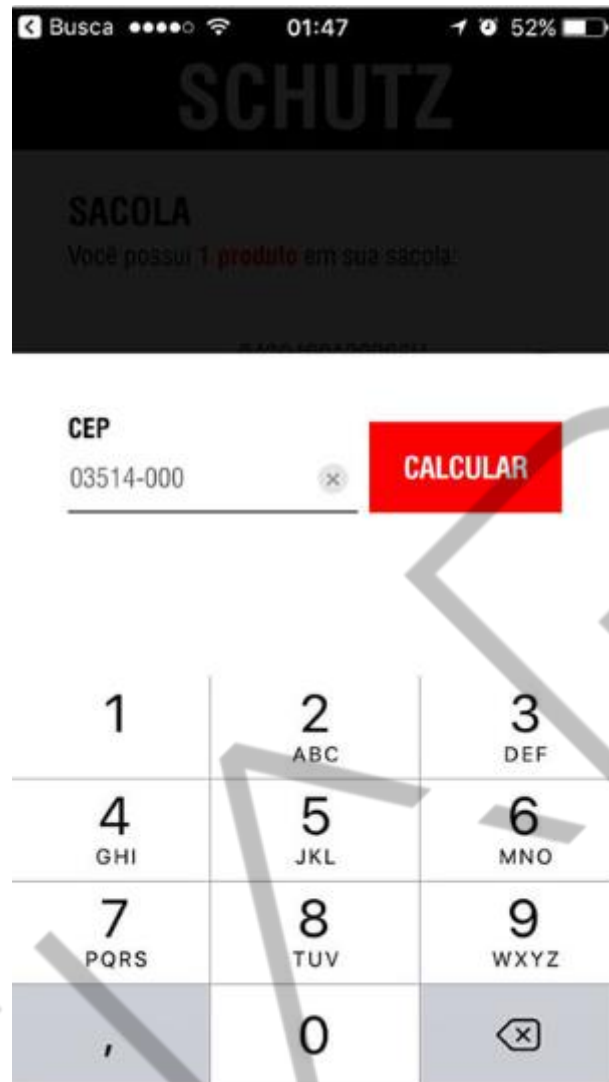 Busca 01:47 52%
SCHUTZ
SACOLA
Você possui 1 produto em sua sacola:
CEP
03514-000
CALCULAR
1 2 3
ABC DEF
4 5 6
GHI JKL MNO
7 8 9
PQRS TUV WXYZ
, 0